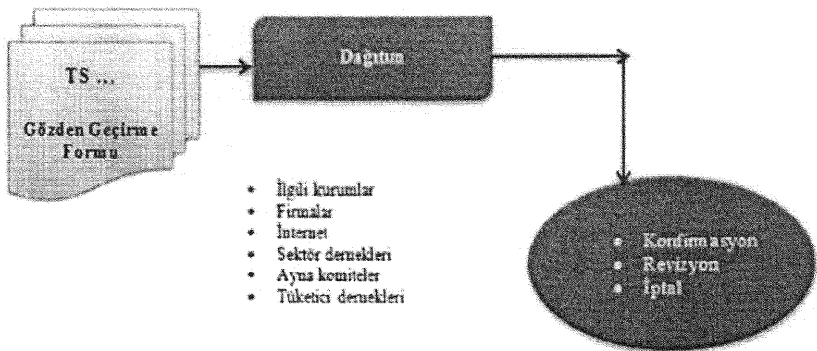 TS ...
Gözden Geçirme
Formu
Dağıtım
• İlgili kurumlar
• Firmalar
• İnternet
• Sektör dernekleri
• Ayna komiteler
• Tüketici dernekleri
• Konfirmasyon
• Revizyon
• İptal